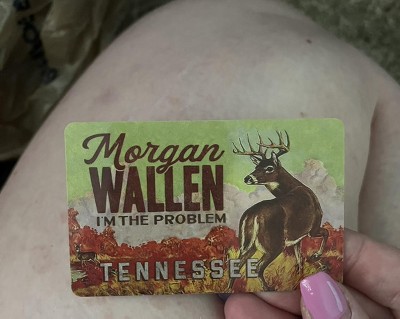 Morgan
WALLEN
I'M THE PROBLEM
TENNESSEE